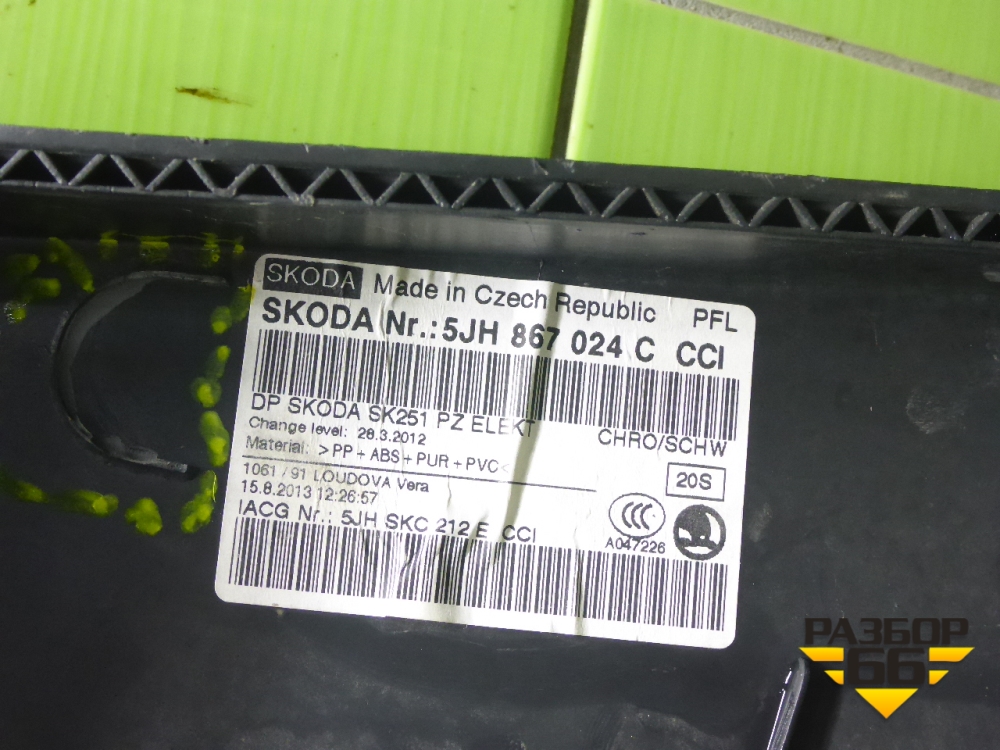 SKODA Made in Czech Republic PFL
SKODA Nr.: 5JH 867 024 C CCI
DP SKODA SK251 PZ ELEKT
CHRO/SCHW
Change level: 28.3.2012
Material: >PP+ABS+PUR+PVC<
20S
1061 / 91 LOUDOVA Vera
15.8.2013 12:26:57
IACG Nr.: 5JH SKC 212 E CCI
CCC
A047226
РАЗБОР
66